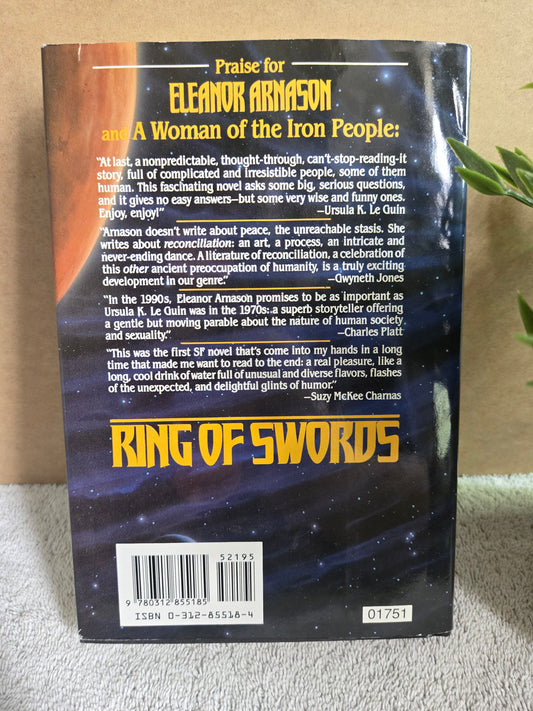 Praise for
ELEANOR ARNASON
and A Woman of the Iron People:
"At last, a nonpredictable, thought-through, can't-stop-reading-it
story, full of complicated and irresistible people, some of them
human. This fascinating novel asks some big, serious questions,
and it gives no easy answers—but some very wise and funny ones.
Enjoy, enjoy!" —Ursula K. Le Guin
"Arnason doesn't write about peace, the unreachable stasis. She
writes about reconciliation: an art, a process, an intricate and
never-ending dance. A literature of reconciliation, a celebration of
this other ancient preoccupation of humanity, is a truly exciting
development in our genre." —Gwyneth Jones
"In the 1990s, Eleanor Arnason promises to be as important as
Ursula K. Le Guin was in the 1970s: a superb storyteller offering
a gentle but moving parable about the nature of human society
and sexuality." —Charles Platt
"This was the first SF novel that's come into my hands in a long
time that made me want to read to the end: a real pleasure, like a
long, cool drink of water full of unusual and diverse flavors, flashes
of the unexpected, and delightful glints of humor."
—Suzy McKee Charnas
RING OF SWORDS
52195
9 780312 855185
ISBN 0-312-85518-4
01751